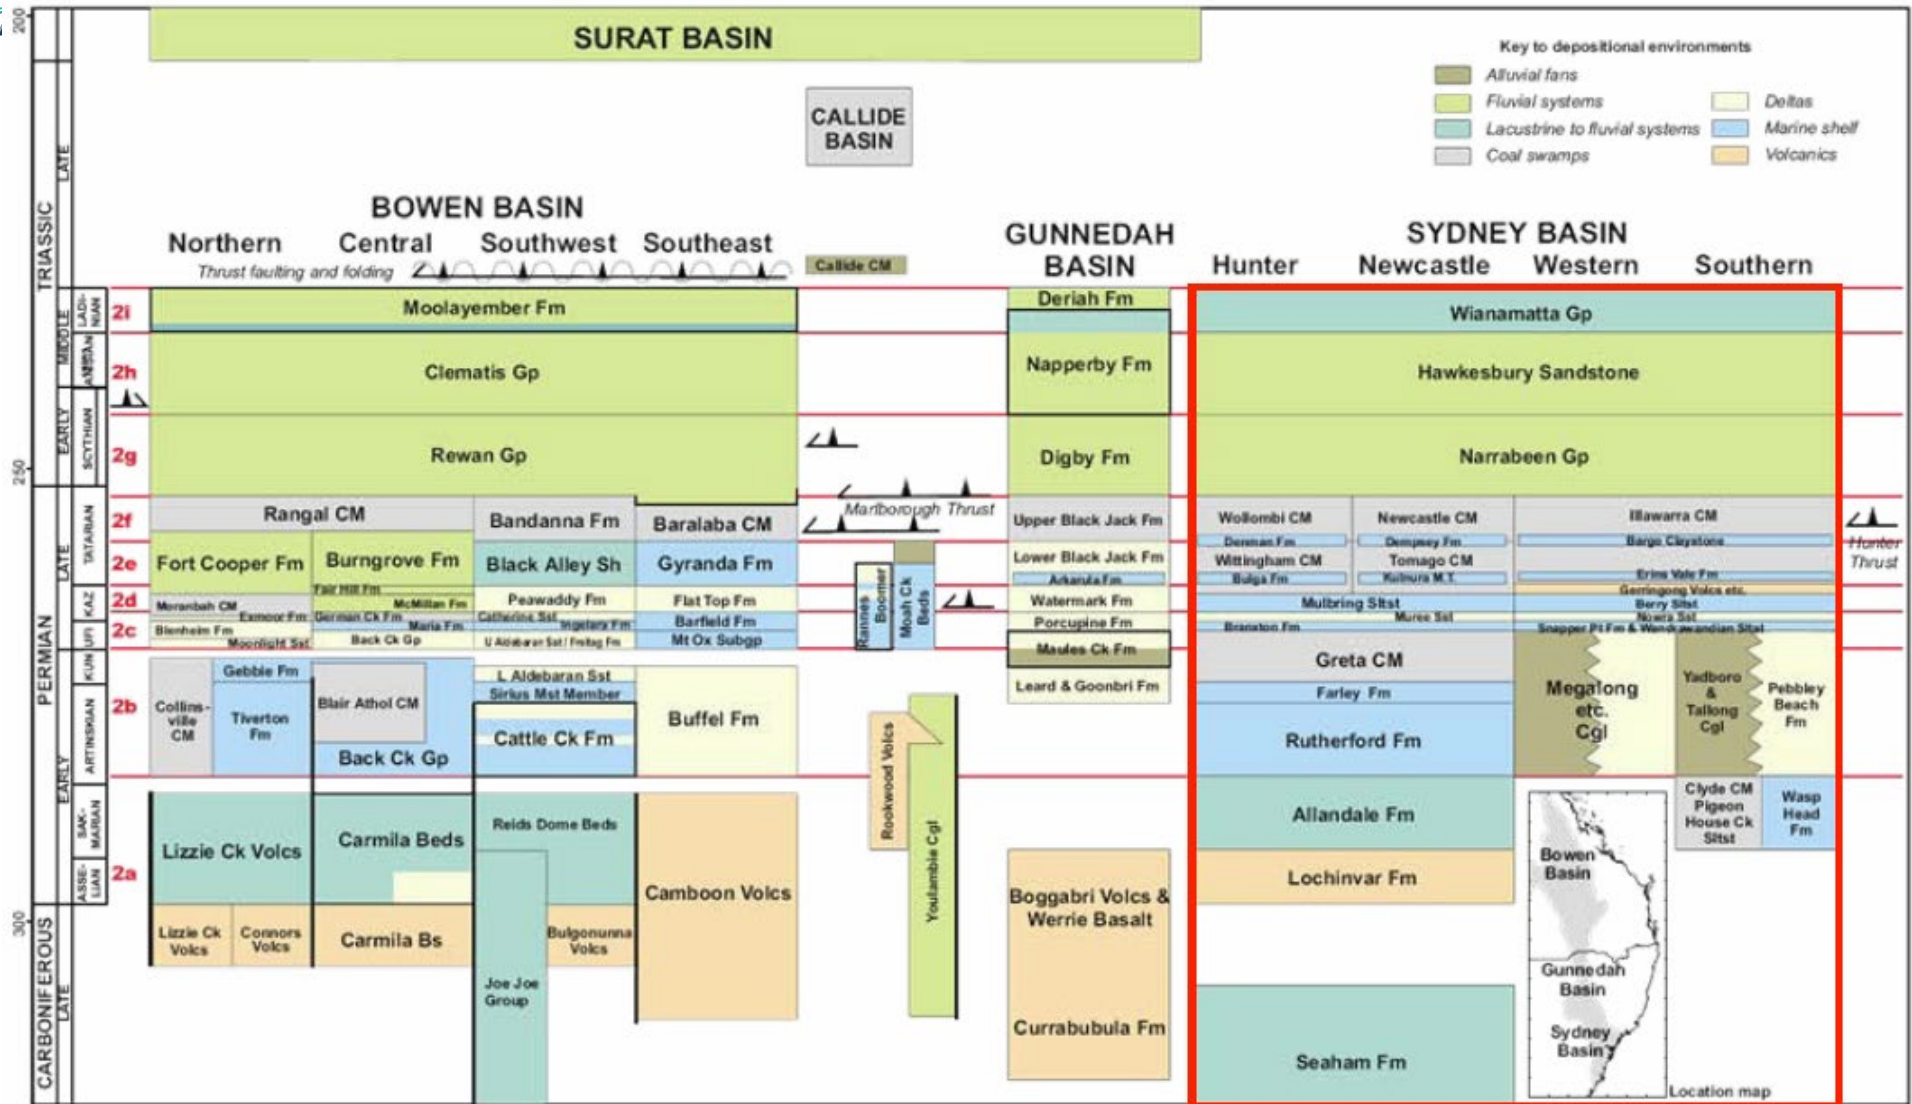 200
SURAT BASIN
Key to depositional environments
Alluvial fans
Fluvial systems
Deltas
Lacustrine to fluvial systems
Marine shelf
Coal swamps
Volcanics
CALLIDE
BASIN
LATE
TRIASSIC
BOWEN BASIN
Northern
Central
Southwest
Southeast
Thrust faulting and folding
Callide CM
GUNNEDAH
BASIN
SYDNEY BASIN
Hunter
Newcastle
Western
Southern
MIDDLE
LADI-
NIAN
2i
Moolayember Fm
Deriah Fm
Wianamatta Gp
2h
Clematis Gp
Napperby Fm
Hawkesbury Sandstone
EARLY
SCYTHIAN
250
2g
Rewan Gp
Digby Fm
Narrabeen Gp
PERMIAN
LATE
TATARIAN
2f
Rangal CM
Bandanna Fm
Baralaba CM
Marlborough Thrust
Upper Black Jack Fm
Wollombi CM
Newcastle CM
Illawarra CM
Denman Fm
Dempsey Fm
Bargo Claystone
Hunter
Thrust
2e
Fort Cooper Fm
Burngrove Fm
Black Alley Sh
Gyranda Fm
Lower Black Jack Fm
Wittingham CM
Tomago CM
Arkarula Fm
Bulga Fm
Kulnura M.T.
Erins Vale Fm
Fair Hill Fm
Gerringong Volcs etc.
KAZ
2d
Moranbah CM
McMillan Fm
Peawaddy Fm
Flat Top Fm
Watermark Fm
Mulbring Sltst
Berry Sltst
Exmoor Fm
German Ck Fm
Catherine Sst
Muree Sst
Nowra Sst
UFI
2c
Blenheim Fm
Maria Fm
Ingelara Fm
Barfield Fm
Porcupine Fm
Branxton Fm
Snapper Pt Fm & Wandrawandian Sltst
Moonlight Sst
Back Ck Gp
U Aldebaran Sst / Freitag Fm
Mt Ox Subgp
Rannes
Boomer
Moah Ck
Beds
Maules Ck Fm
Greta CM
EARLY
KUN
ARTINSKIAN
2b
Gebbie Fm
L Aldebaran Sst
Leard & Goonbri Fm
Collins-
ville
CM
Tiverton
Fm
Blair Athol CM
Back Ck Gp
Sirius Mst Member
Cattle Ck Fm
Buffel Fm
Farley Fm
Rutherford Fm
Megalong
etc.
Cgl
Yadboro
&
Tallong
Cgl
Pebbley
Beach
Fm
Rookwood Volcs
Youlambie Cgl
SAK-
MARIAN
ASSE-
LIAN
2a
Lizzie Ck Volcs
Carmila Beds
Reids Dome Beds
Camboon Volcs
Allandale Fm
Clyde CM
Pigeon
House Ck
Sltst
Wasp
Head
Fm
Lochinvar Fm
Boggabri Volcs &
Werrie Basalt
300
CARBONIFEROUS
LATE
Lizzie Ck
Volcs
Connors
Volcs
Carmila Bs
Bulgonunna
Volcs
Joe Joe
Group
Currabubula Fm
Seaham Fm
Bowen
Basin
Gunnedah
Basin
Sydney
Basin
Location map